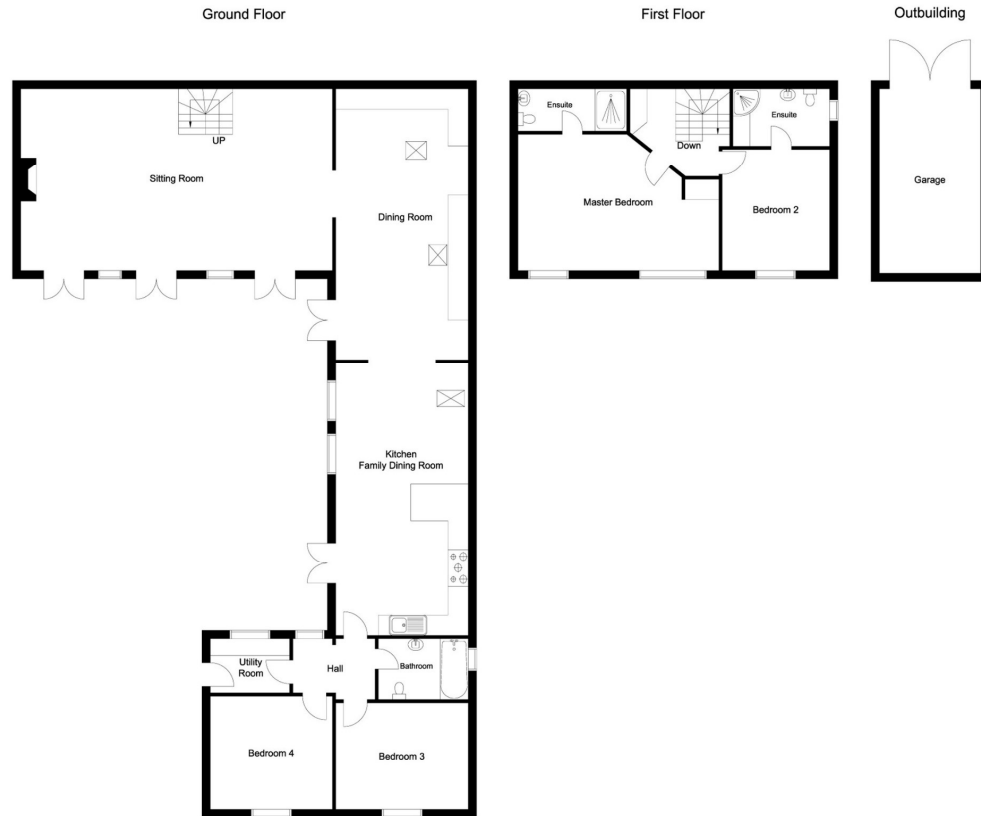 Ground Floor
First Floor
Outbuilding
UP
Sitting Room
Dining Room
Kitchen
Family Dining Room
Utility
Room
Hall
Bathroom
Bedroom 4
Bedroom 3
Ensuite
Ensuite
Down
Master Bedroom
Bedroom 2
Garage